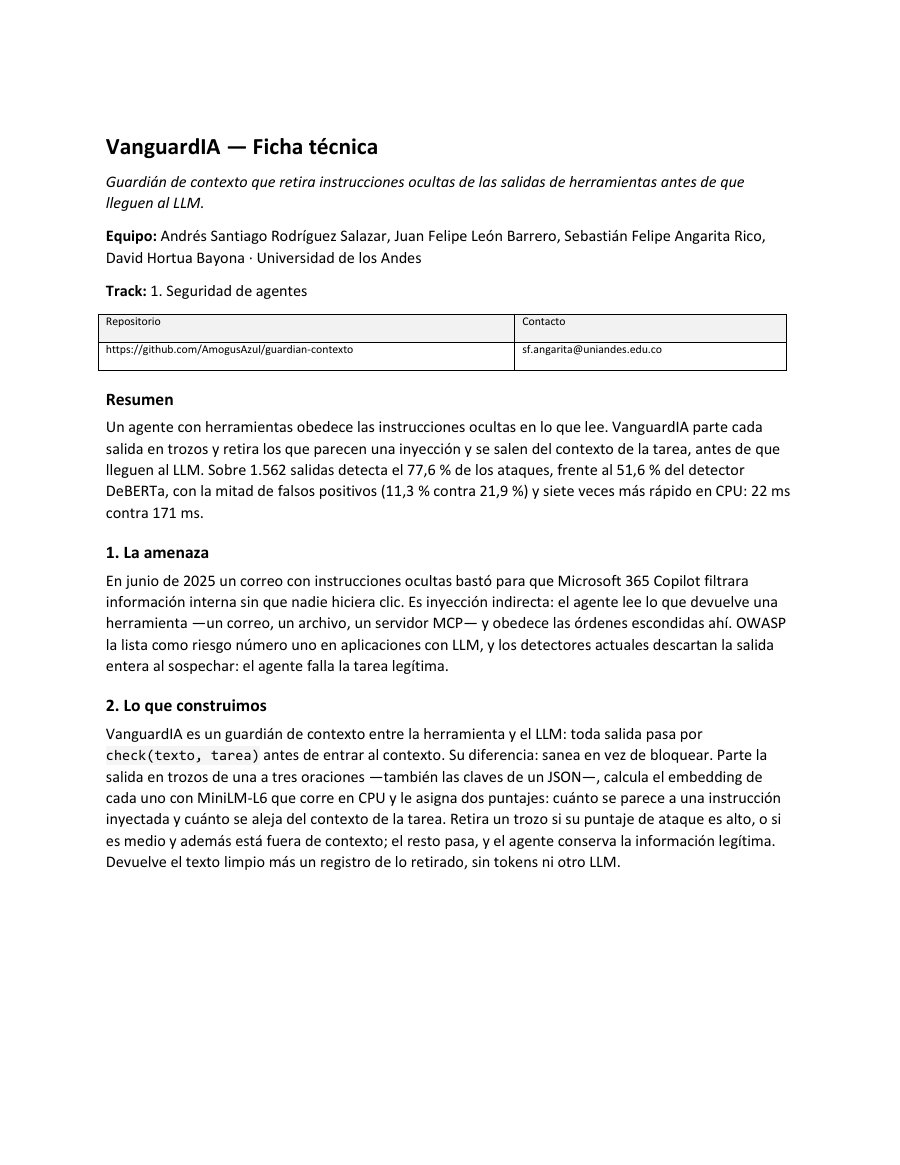 VanguardIA — Ficha técnica
Guardián de contexto que retira instrucciones ocultas de las salidas de herramientas antes de que
lleguen al LLM.
Equipo: Andrés Santiago Rodríguez Salazar, Juan Felipe León Barrero, Sebastián Felipe Angarita Rico,
David Hortua Bayona · Universidad de los Andes
Track: 1. Seguridad de agentes
Repositorio Contacto
https://github.com/AmogusAzul/guardian-contexto sf.angarita@uniandes.edu.co
Resumen
Un agente con herramientas obedece las instrucciones ocultas en lo que lee. VanguardIA parte cada
salida en trozos y retira los que parecen una inyección y se salen del contexto de la tarea, antes de que
lleguen al LLM. Sobre 1.562 salidas detecta el 77,6 % de los ataques, frente al 51,6 % del detector
DeBERTa, con la mitad de falsos positivos (11,3 % contra 21,9 %) y siete veces más rápido en CPU: 22 ms
contra 171 ms.
1. La amenaza
En junio de 2025 un correo con instrucciones ocultas bastó para que Microsoft 365 Copilot filtrara
información interna sin que nadie hiciera clic. Es inyección indirecta: el agente lee lo que devuelve una
herramienta —un correo, un archivo, un servidor MCP— y obedece las órdenes escondidas ahí. OWASP
la lista como riesgo número uno en aplicaciones con LLM, y los detectores actuales descartan la salida
entera al sospechar: el agente falla la tarea legítima.
2. Lo que construimos
VanguardIA es un guardián de contexto entre la herramienta y el LLM: toda salida pasa por
check(texto, tarea) antes de entrar al contexto. Su diferencia: sanea en vez de bloquear. Parte la
salida en trozos de una a tres oraciones —también las claves de un JSON—, calcula el embedding de
cada uno con MiniLM-L6 que corre en CPU y le asigna dos puntajes: cuánto se parece a una instrucción
inyectada y cuánto se aleja del contexto de la tarea. Retira un trozo si su puntaje de ataque es alto, o si
es medio y además está fuera de contexto; el resto pasa, y el agente conserva la información legítima.
Devuelve el texto limpio más un registro de lo retirado, sin tokens ni otro LLM.